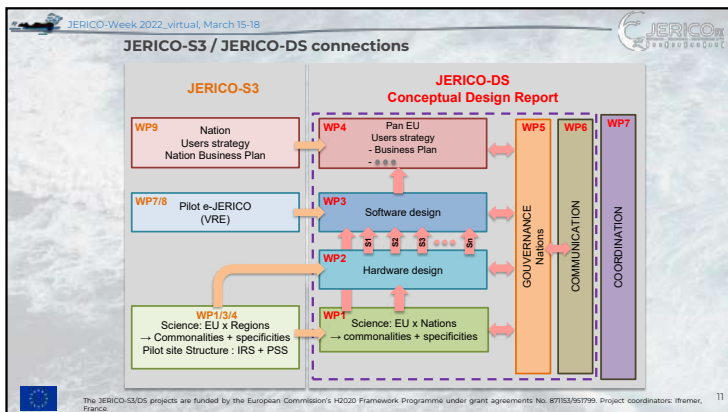 JERICO-Week 2022_virtual, March 15-18
JERICO
JERICO-S3 / JERICO-DS connections
JERICO-S3
JERICO-DS
Conceptual Design Report
WP9
Nation
Users strategy
Nation Business Plan
WP4
Pan EU
Users strategy
- Business Plan
-
WP5
WP6
WP7
GOUVERNANCE
Nations
COMMUNICATION
COORDINATION
WP7/8
Pilot e-JERICO
(VRE)
WP3
Software design
S1
S2
S3
Sn
WP2
Hardware design
WP1/3/4
Science: EU x Regions
→ Commonalities + specificities
Pilot site Structure : IRS + PSS
WP1
Science: EU x Nations
→ commonalities + specificities
The JERICO-S3/DS projects are funded by the European Commission's H2020 Framework Programme under grant agreements No. 871153/951799. Project coordinators: Ifremer,
France.
11